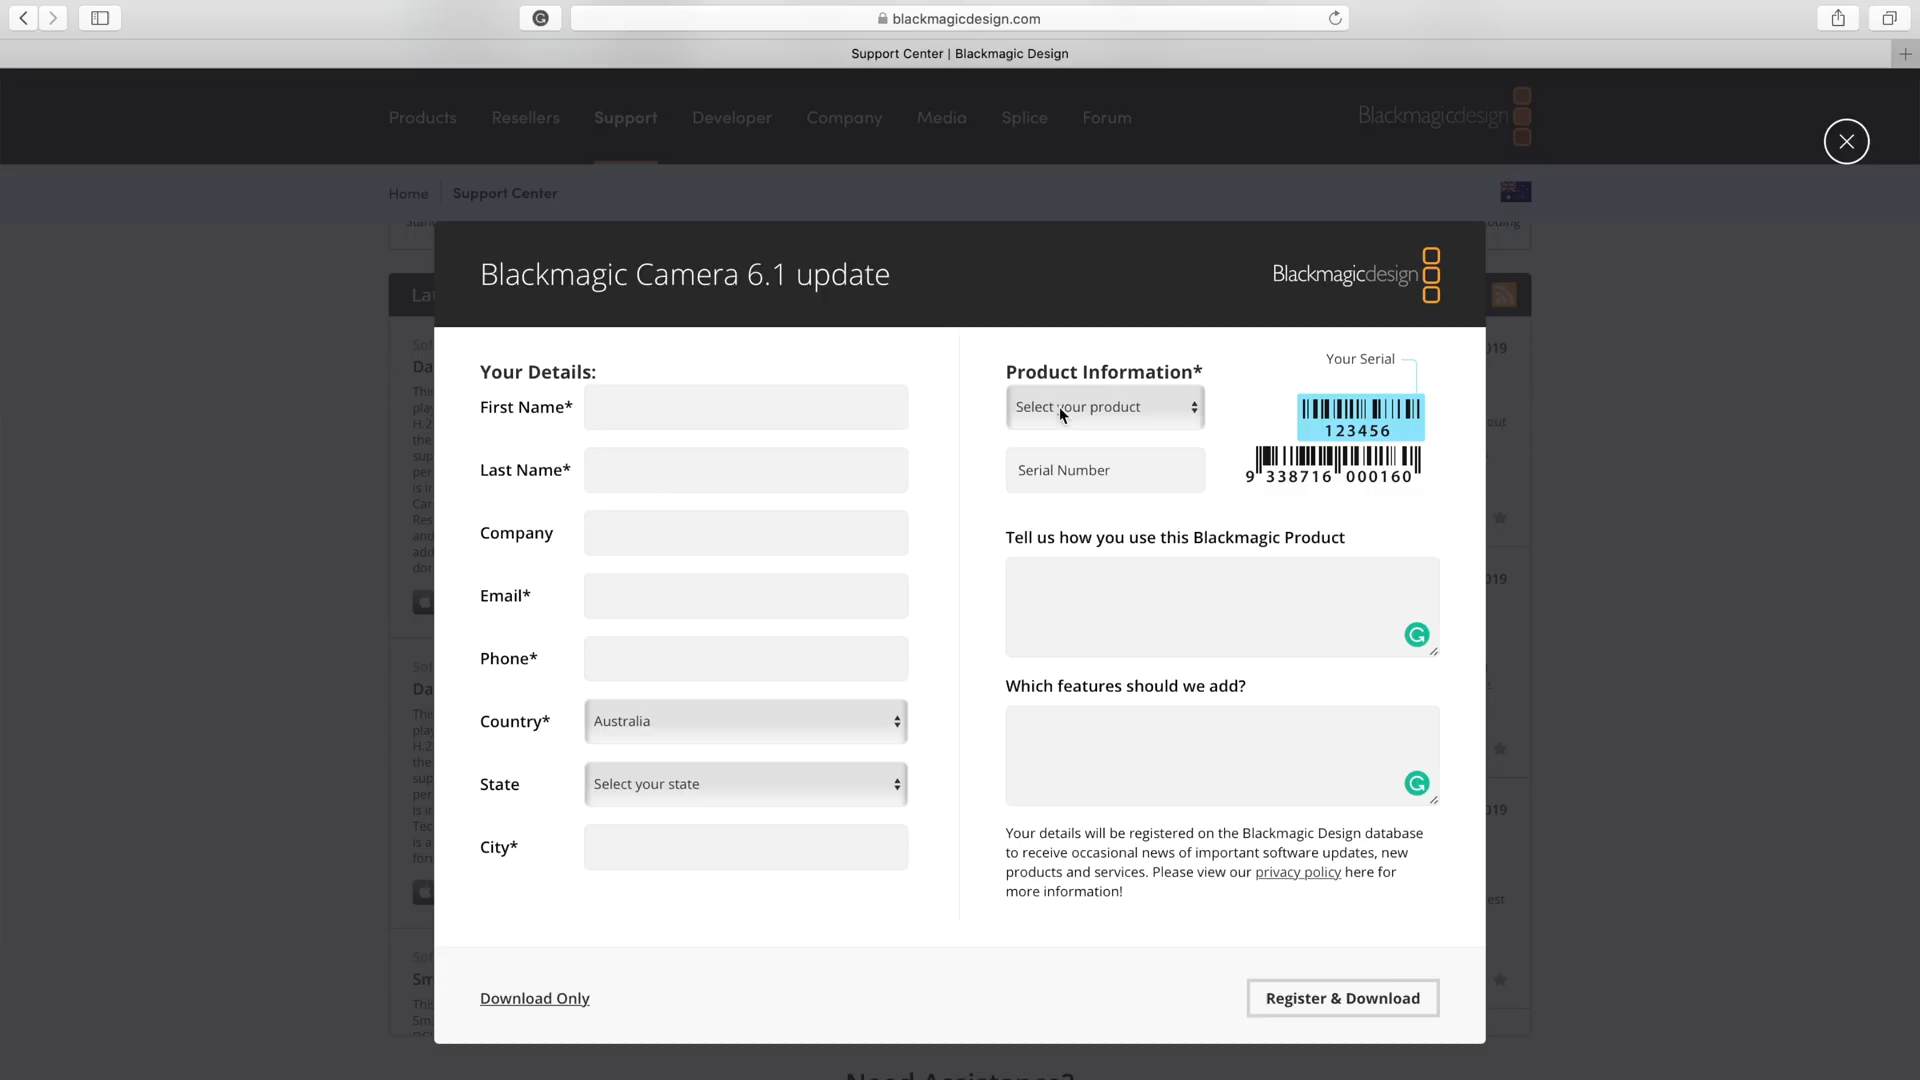 blackmagicdesign.com
Support Center | Blackmagic Design
Products Resellers Support Developer Company Media Splice Forum
Blackmagicdesign
Home Support Center
Blackmagic Camera 6.1 update
Blackmagicdesign
Your Details:
First Name*
Last Name*
Company
Email*
Phone*
Country* Australia
State Select your state
City*
Product Information*
Select your product
Serial Number
Your Serial
123456
9 338716 000160
Tell us how you use this Blackmagic Product
Which features should we add?
Your details will be registered on the Blackmagic Design database
to receive occasional news of important software updates, new
products and services. Please view our privacy policy here for
more information!
Download Only
Register & Download